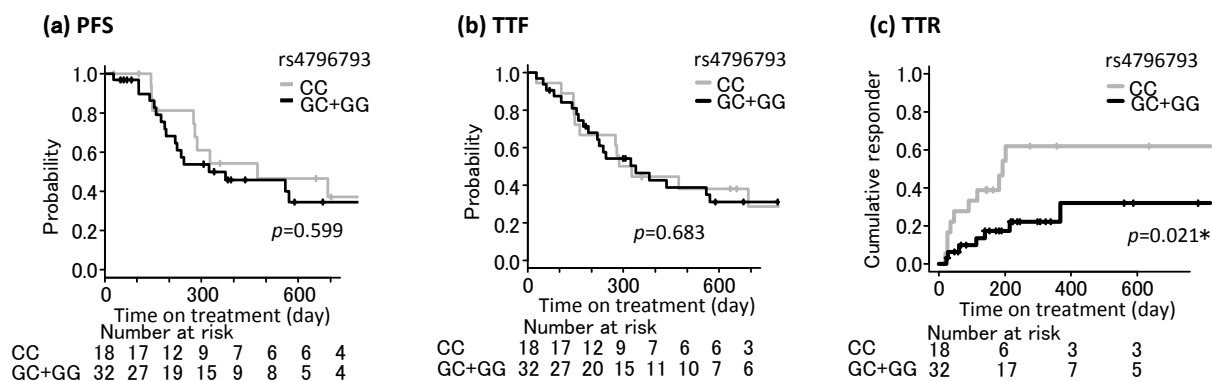 (a) PFS
rs4796793
CC
GC+GG
1.0
0.8
0.6
0.4
0.2
0.0
Probability
p=0.599
0 300 600
Time on treatment (day)
Number at risk
CC 18 17 12 9 7 6 6 4
GC+GG 32 27 19 15 9 8 5 4
(b) TTF
rs4796793
CC
GC+GG
1.0
0.8
0.6
0.4
0.2
0.0
Probability
p=0.683
0 300 600
Time on treatment (day)
Number at risk
CC 18 17 12 9 7 6 6 3
GC+GG 32 27 20 15 11 10 7 6
(c) TTR
rs4796793
CC
GC+GG
1.0
0.8
0.6
0.4
0.2
0.0
Cumulative responder
p=0.021*
0 200 400 600
Time on treatment (day)
Number at risk
CC 18 6 3 3
GC+GG 32 17 7 5